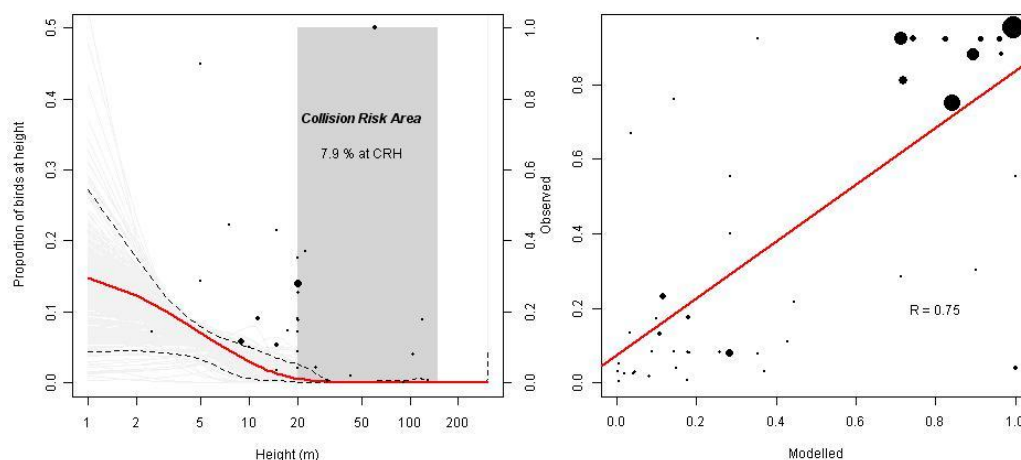 0.5
0.4
0.3
0.2
0.1
0.0
Proportion of birds at height
Collision Risk Area
7.9 % at CRH
1 2 5 10 20 50 100 200
Height (m)
1.0
0.8
0.6
0.4
0.2
0.0
Observed
0.8
0.6
0.4
0.2
0.0
R = 0.75
0.0 0.2 0.4 0.6 0.8 1.0
Modelled